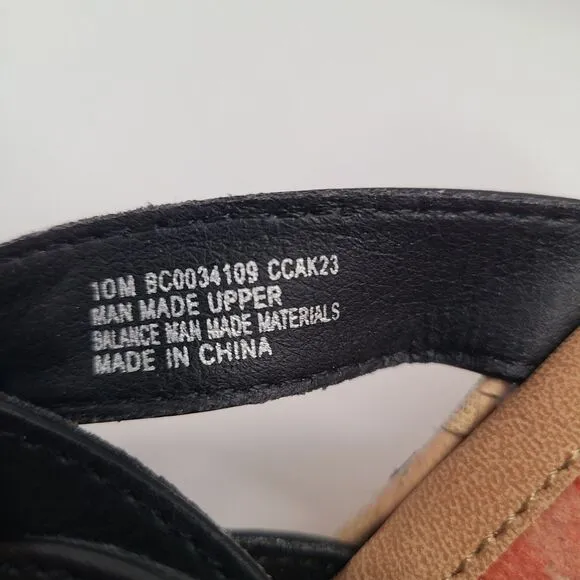 10M BC0034109 CCAK23
MAN MADE UPPER
BALANCE MAN MADE MATERIALS
MADE IN CHINA